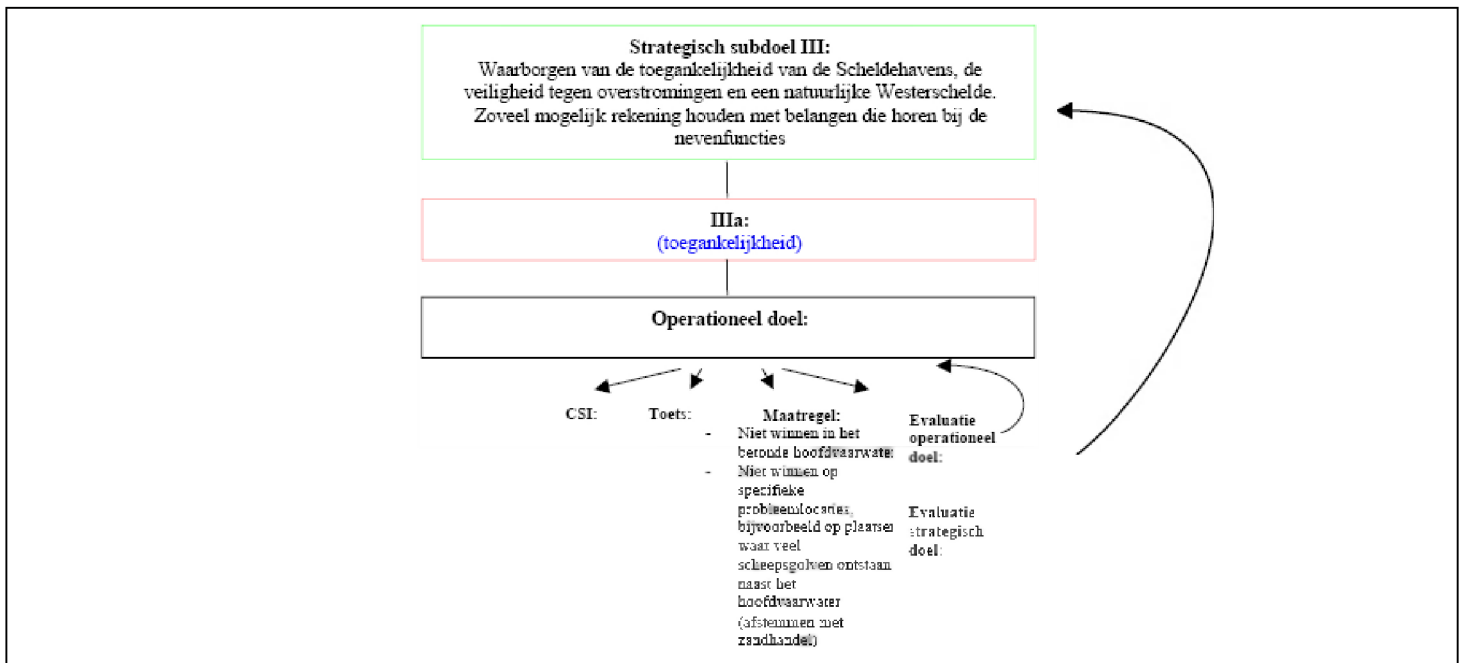 Strategisch subdoel III:
Waarborgen van de toegankelijkheid van de Scheldehavens, de
veiligheid tegen overstromingen en een natuurlijke Westerschelde.
Zoveel mogelijk rekening houden met belangen die horen bij de
nevenfuncties
IIIa:
(toegankelijkheid)
Operationeel doel:
CSI:
Toets:
Maatregel:
- Niet winnen in het
betonde hoofdvaarwater
- Niet winnen op
specifieke
probleemlocaties,
bijvoorbeeld op plaatsen
waar veel
scheepsgolven ontstaan
naast het
hoofdvaarwater
(afstemmen met
zandhandel)
Evaluatie
operationeel
doel:
Evaluatie
strategisch
doel: